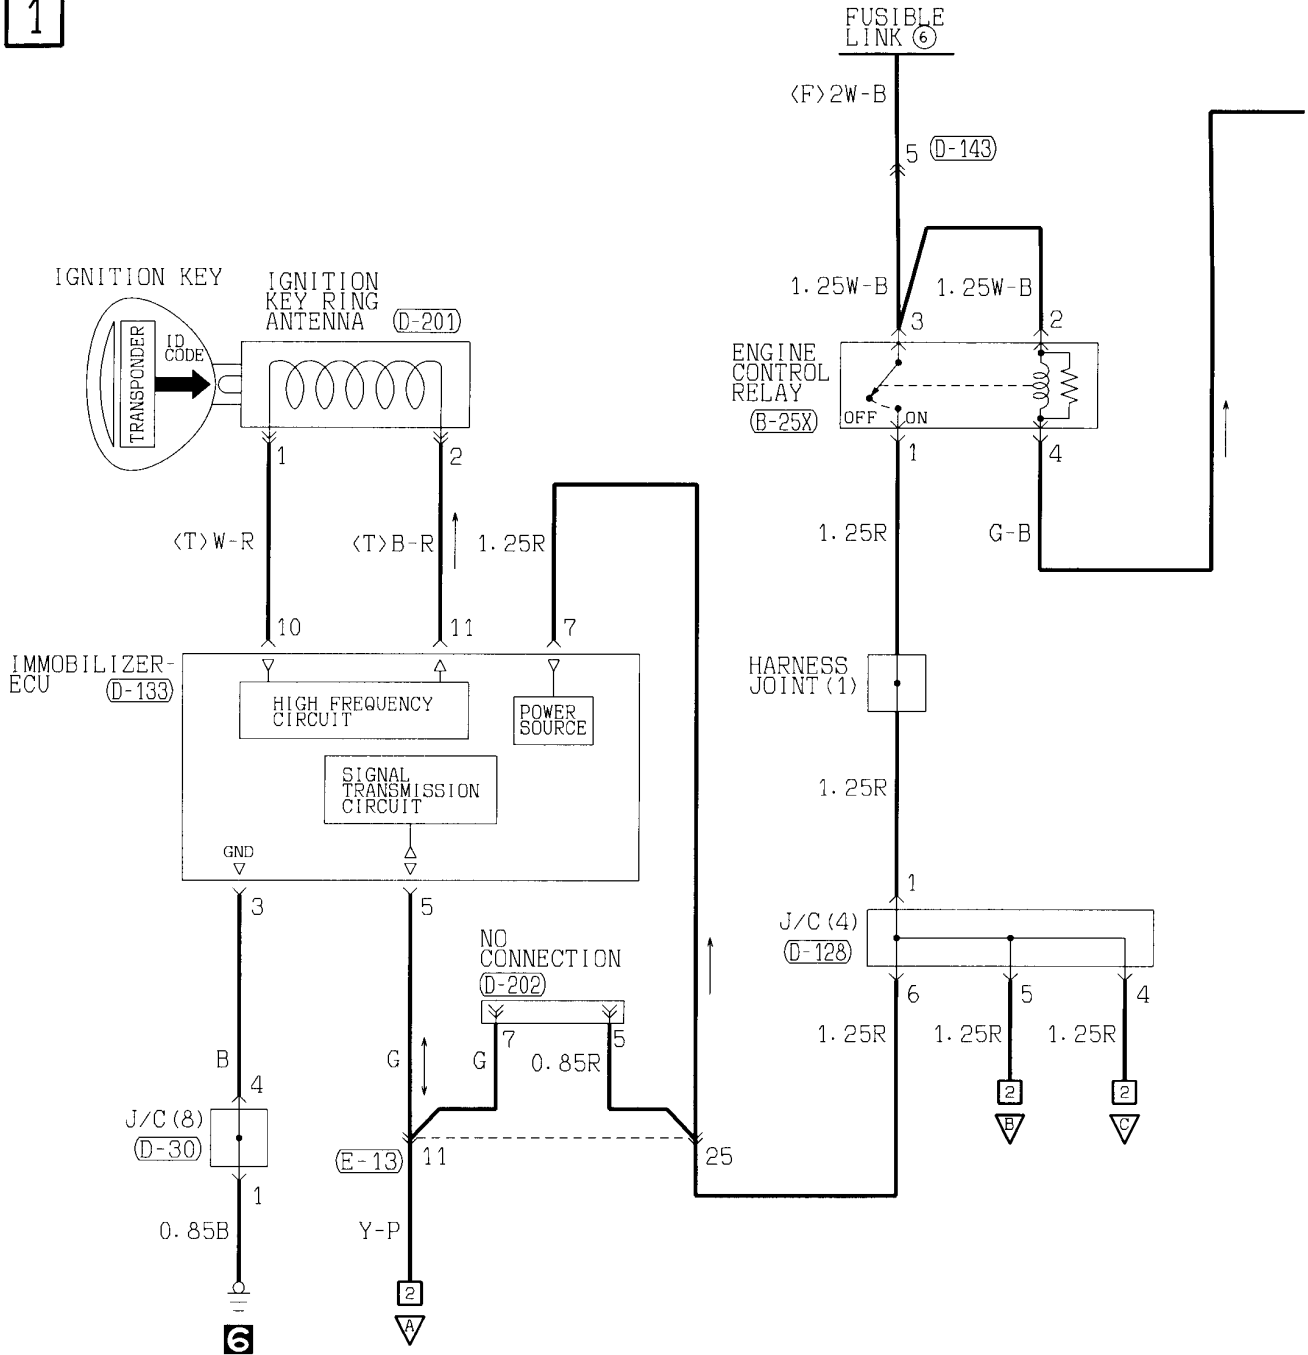 1
FUSIBLE
LINK 6
<F>2W-B
5 (D-143)
1.25W-B
1.25W-B
3
2
IGNITION KEY
IGNITION
KEY RING
ANTENNA (D-201)
TRANSPONDER
ID
CODE
ENGINE
CONTROL
RELAY
(B-25X)
OFF
ON
1
2
1
4
<T>W-R
<T>B-R
1.25R
1.25R
G-B
10
11
7
IMMOBILIZER-
ECU
(D-133)
HIGH FREQUENCY
CIRCUIT
POWER
SOURCE
HARNESS
JOINT(1)
SIGNAL
TRANSMISSION
CIRCUIT
1.25R
GND
3
5
1
J/C(4)
(D-128)
NO
CONNECTION
(D-202)
6
5
4
7
5
G
0.85R
1.25R
1.25R
1.25R
B
G
4
2
B
2
C
J/C(8)
(D-30)
(E-13)
11
25
1
0.85B
Y-P
2
A
6